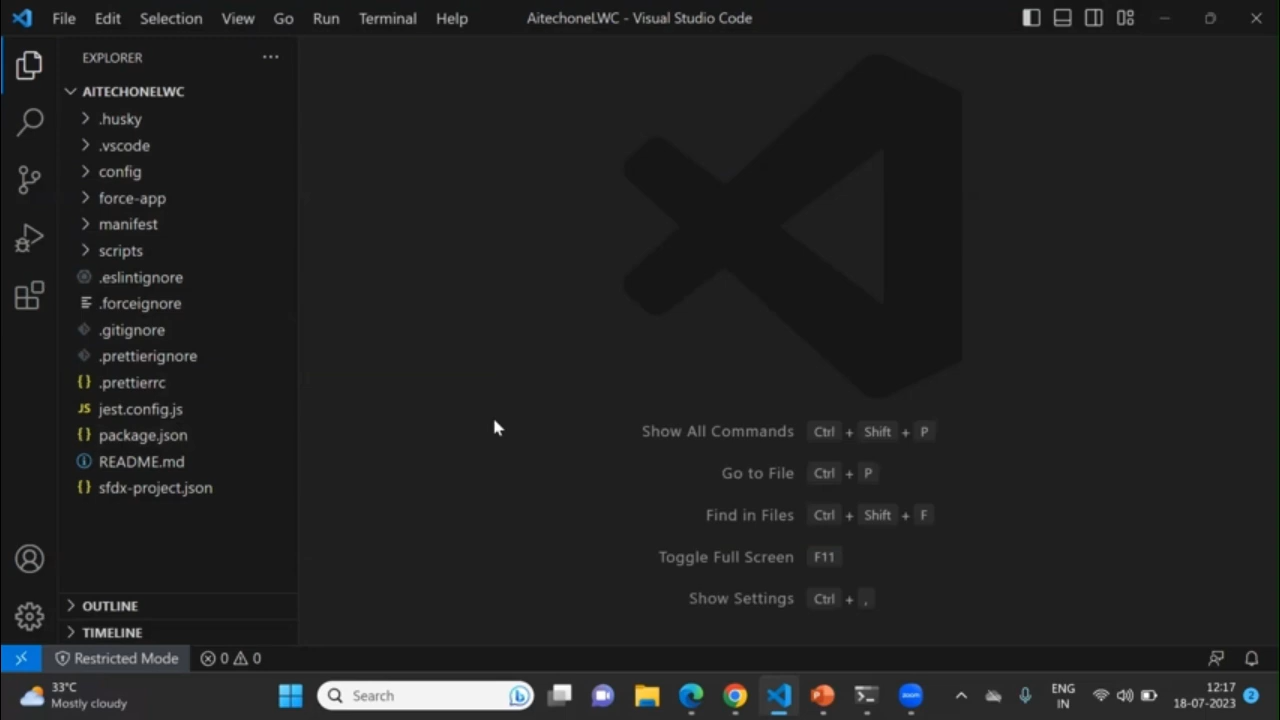 File Edit Selection View Go Run Terminal Help AitechoneLWC - Visual Studio Code
EXPLORER
AITECHONELWC
.husky
.vscode
config
force-app
manifest
scripts
.eslintignore
.forceignore
.gitignore
.prettierignore
{} .prettierrc
JS jest.config.js
{} package.json
README.md
{} sfdx-project.json
OUTLINE
TIMELINE
Show All Commands Ctrl + Shift + P
Go to File Ctrl + P
Find in Files Ctrl + Shift + F
Toggle Full Screen F11
Show Settings Ctrl + ,
Restricted Mode 0 0
33°C
Mostly cloudy
Search
zoom
ENG
IN
12:17
18-07-2023
2